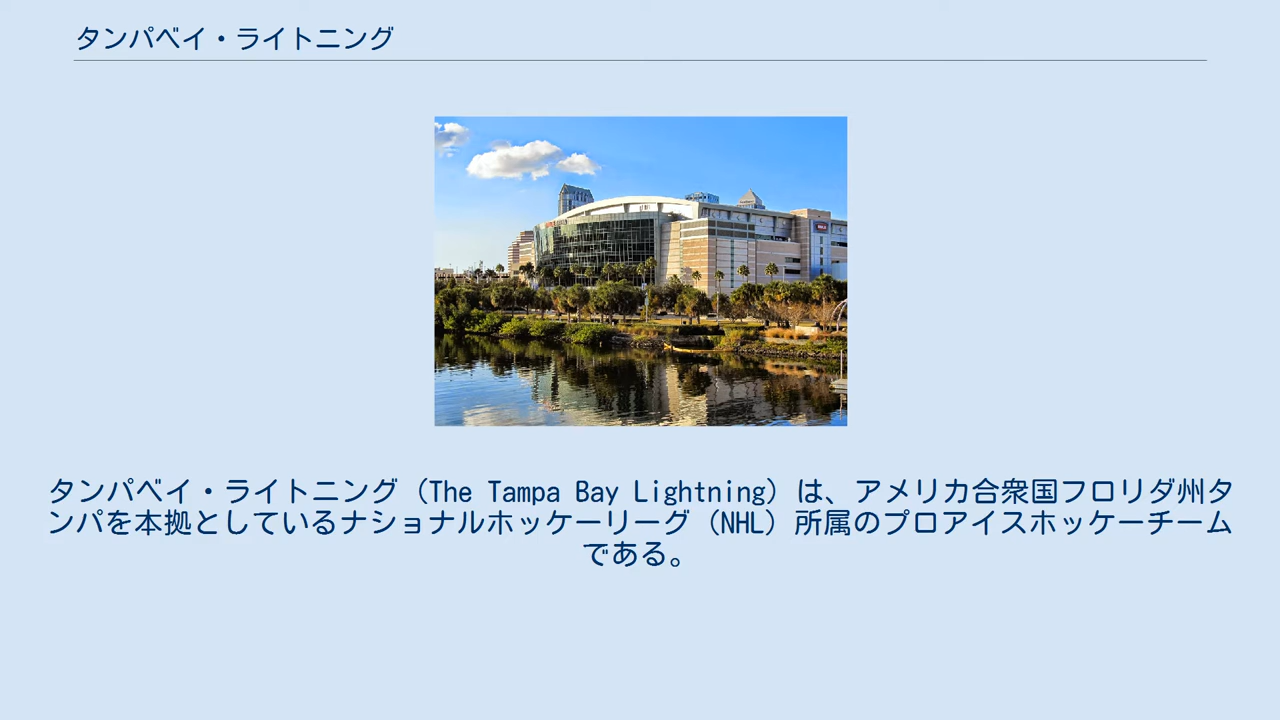 タンパベイ・ライトニング
タンパベイ・ライトニング（The Tampa Bay Lightning）は、アメリカ合衆国フロリダ州タ
ンパを本拠としているナショナルホッケーリーグ（NHL）所属のプロアイスホッケーチーム
である。